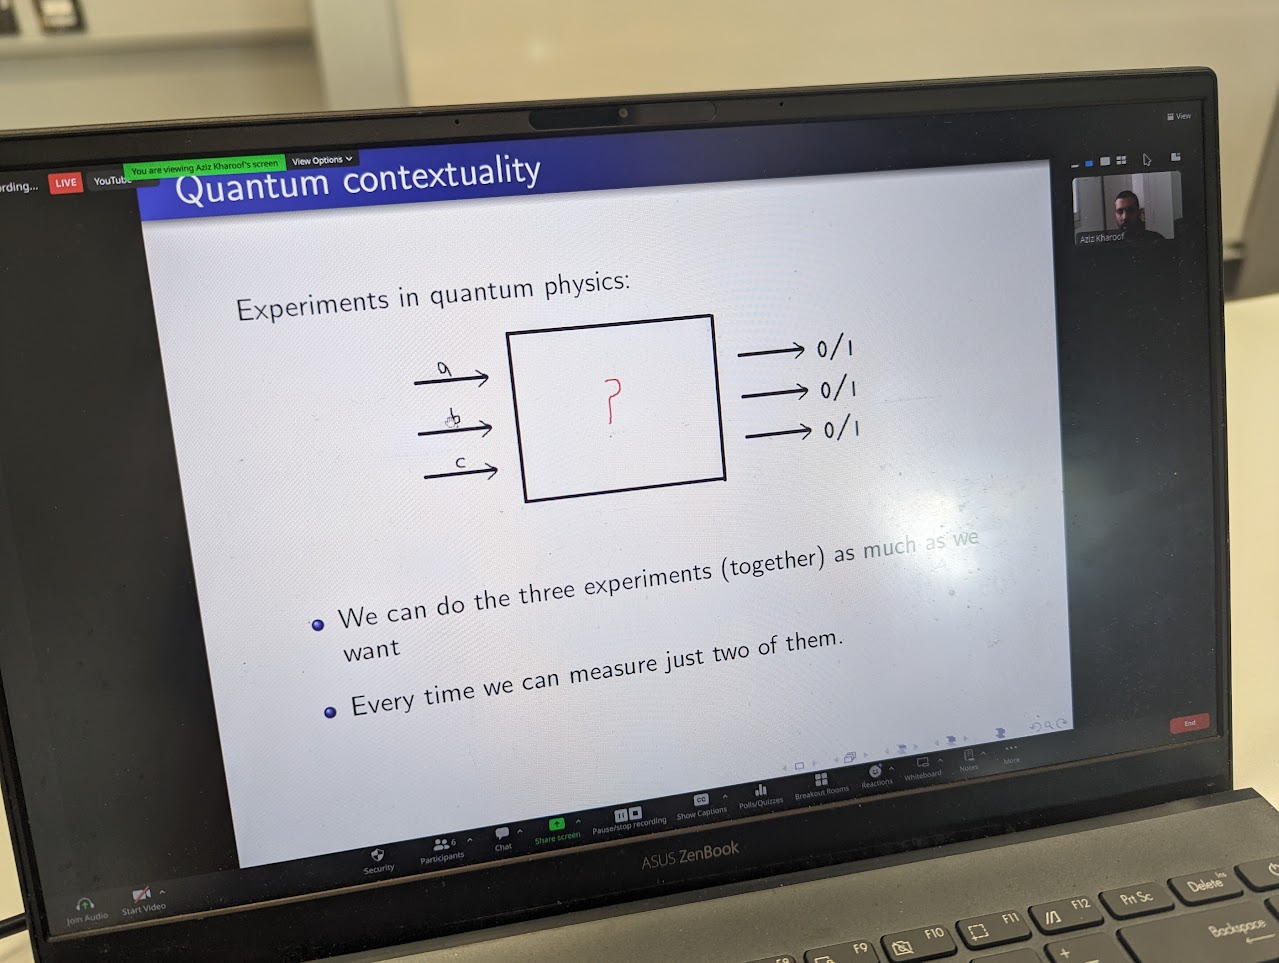 View
rding...
LIVE
YouTub
You are viewing Aziz Kharoof's screen
View Options
Quantum contextuality
Aziz Kharoof
Experiments in quantum physics:
a
b
c
?
0/1
0/1
0/1
We can do the three experiments (together) as much as we
want
Every time we can measure just two of them.
End
Join Audio
Start Video
Security
6
Participants
Chat
Share screen
Pause/stop recording
CC
Show Captions
Polls/Quizzes
Breakout Rooms
Reactions
Whiteboard
Notes
More
ASUS ZenBook
F9
F10
F11
F12
Prt Sc
Delete
Ins
Backspace